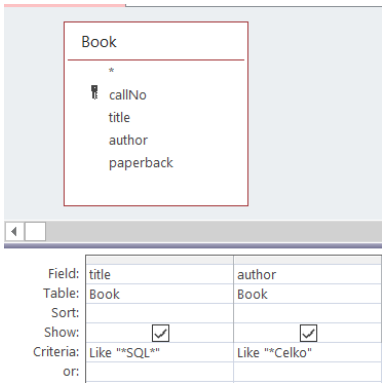 Book
*
callNo
title
author
paperback
Field: title author
Table: Book Book
Sort:
Show:
Criteria: Like "*SQL*" Like "*Celko"
or: